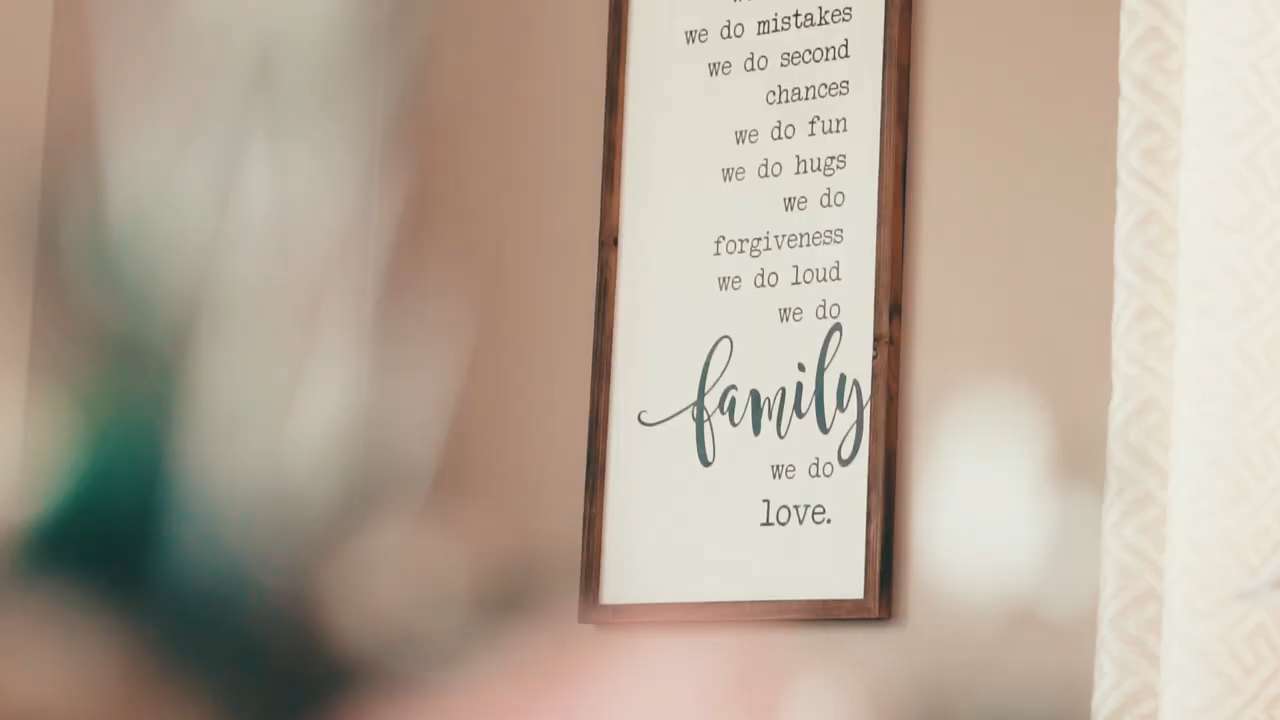 we do mistakes
we do second
chances
we do fun
we do hugs
we do
forgiveness
we do loud
we do
family
we do
love.